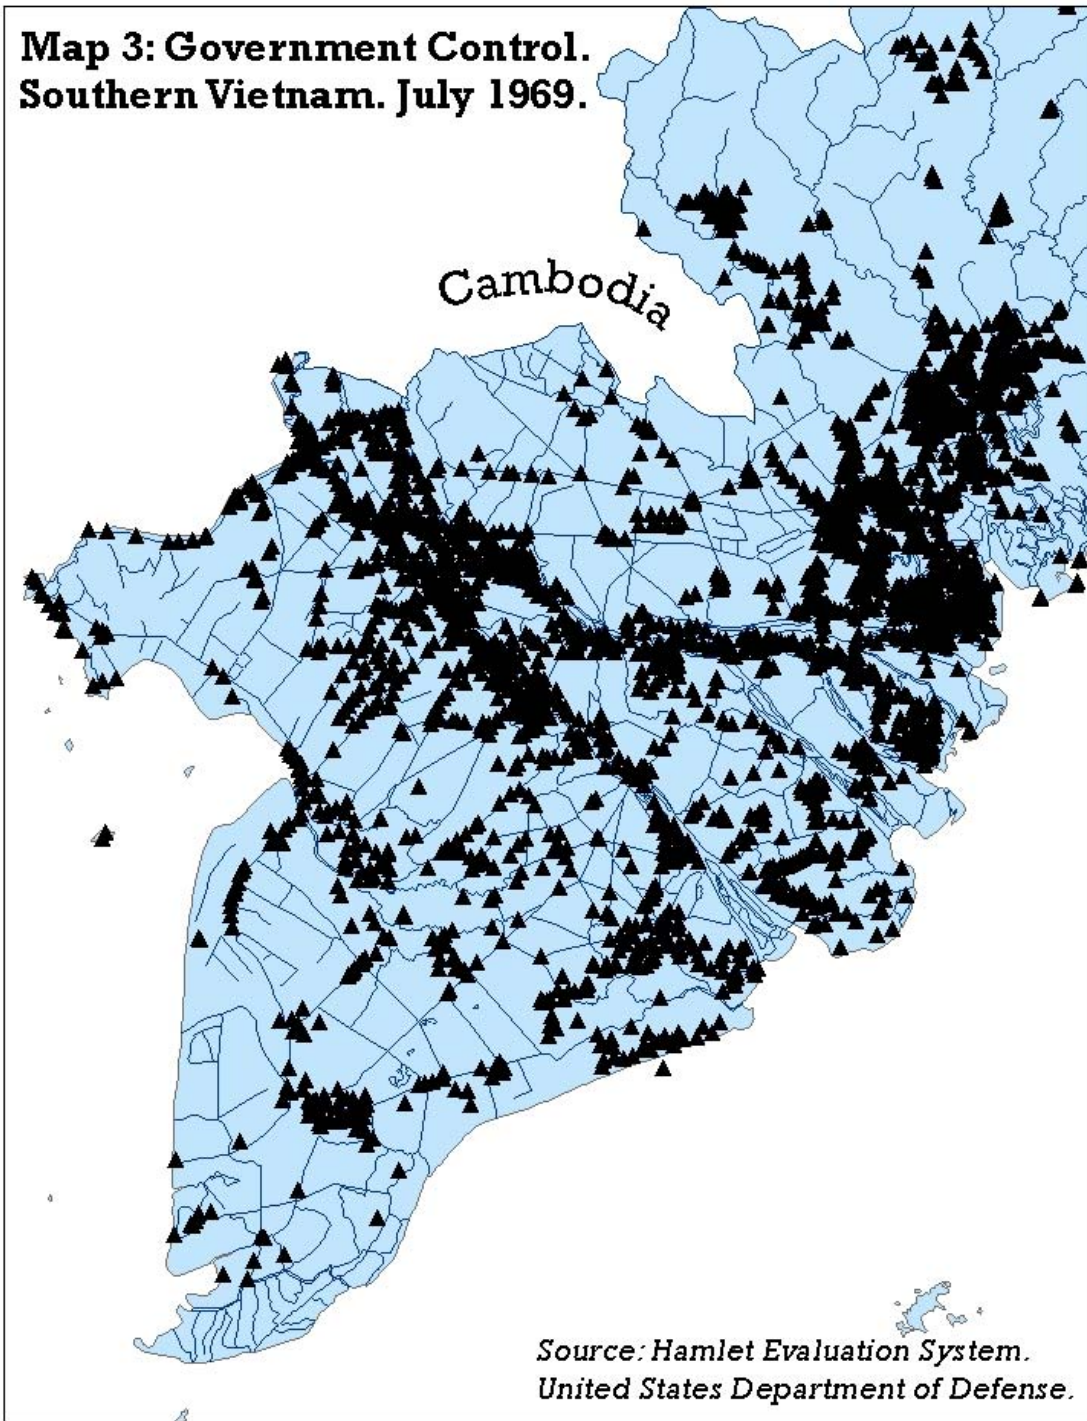 Map 3: Government Control.
Southern Vietnam. July 1969.
Cambodia
Source: Hamlet Evaluation System.
United States Department of Defense.